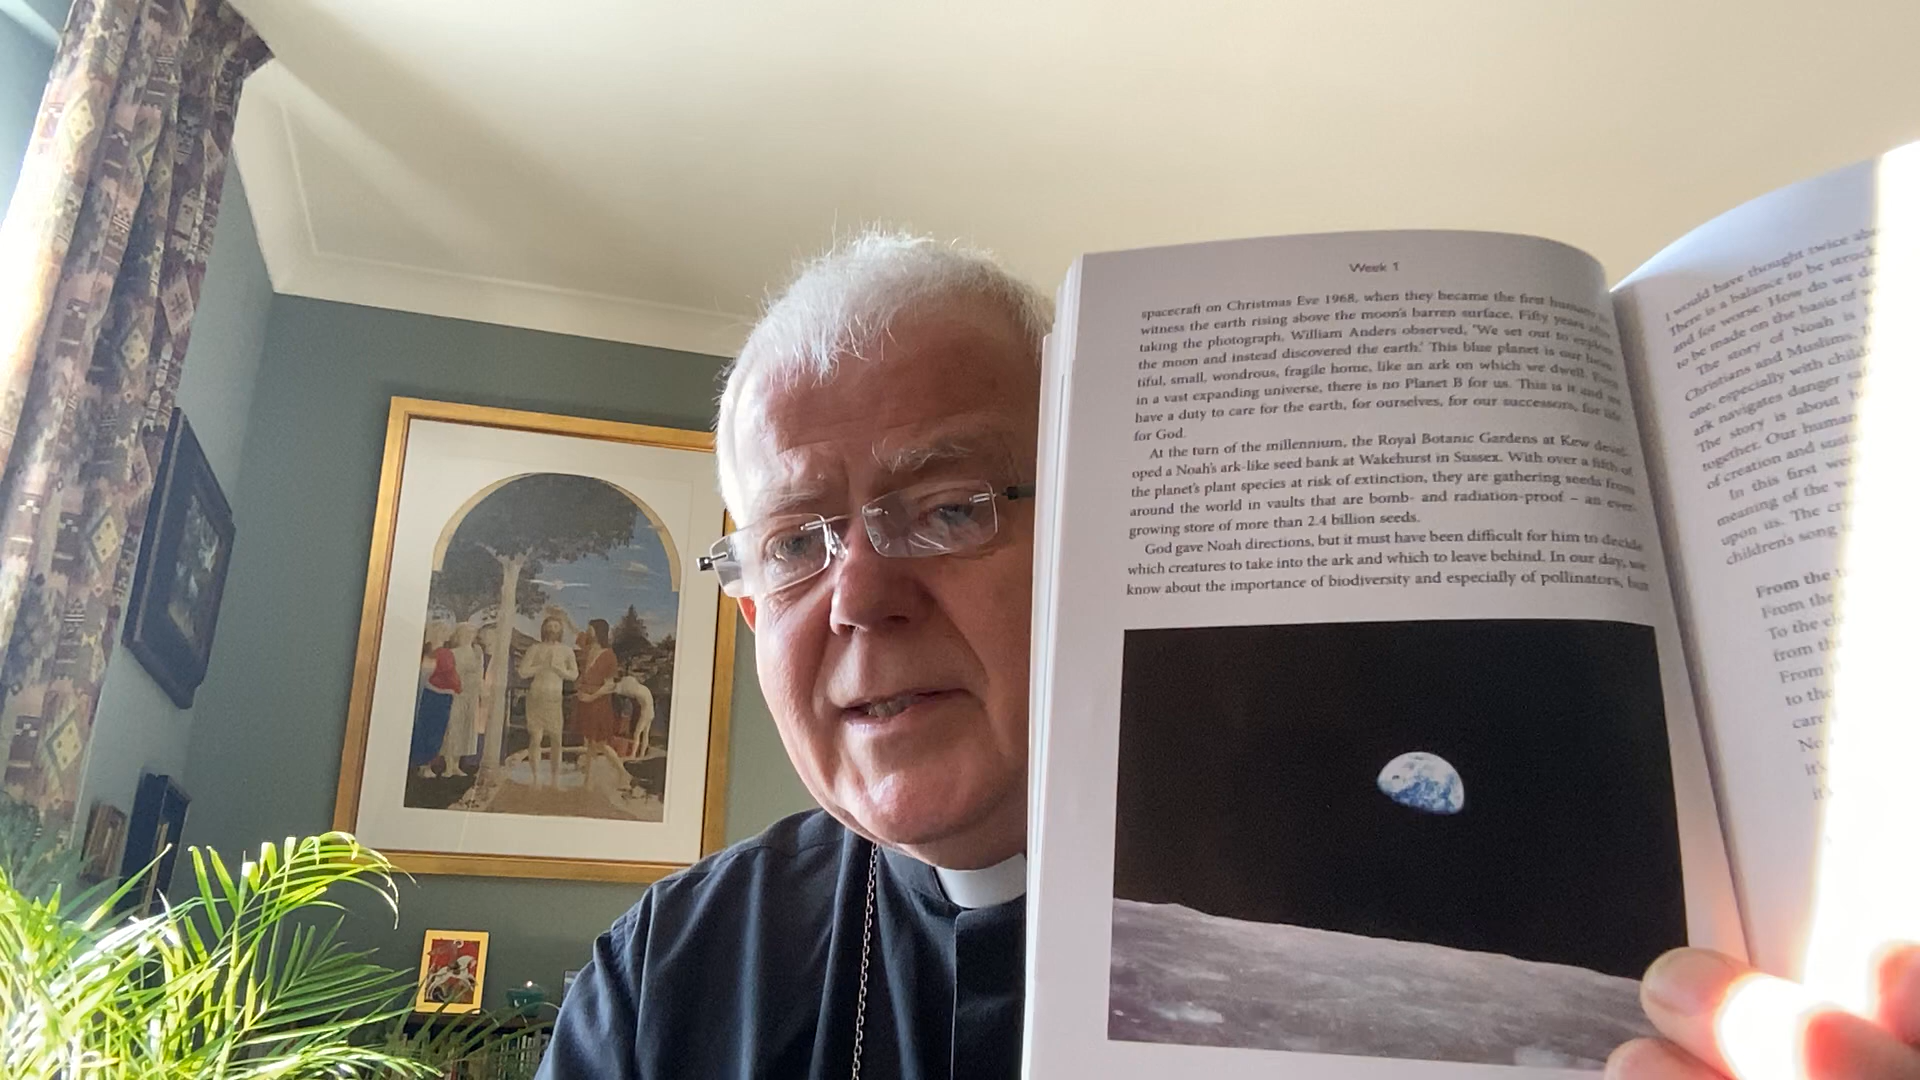 Week 1
spacecraft on Christmas Eve 1968, when they became the first humans
witness the earth rising above the moon's barren surface. Fifty years after
taking the photograph, William Anders observed, 'We set out to explore
the moon and instead discovered the earth.' This blue planet is our beau-
tiful, small, wondrous, fragile home, like an ark on which we dwell. Even
in a vast expanding universe, there is no Planet B for us. This is it and we
have a duty to care for the earth, for ourselves, for our successors, for life
for God.
At the turn of the millennium, the Royal Botanic Gardens at Kew devel-
oped a Noah's ark-like seed bank at Wakehurst in Sussex. With over a fifth of
the planet's plant species at risk of extinction, they are gathering seeds from
around the world in vaults that are bomb- and radiation-proof – an ever-
growing store of more than 2.4 billion seeds.
God gave Noah directions, but it must have been difficult for him to decide
which creatures to take into the ark and which to leave behind. In our day, we
know about the importance of biodiversity and especially of pollinators, but
I would have thought twice
There is a balance to be struck
and for worse. How do we
to be made on the basis of
The story of Noah is
Christians and Muslims,
one, especially with
ark navigates danger
The story is about
together. Our
of creation and
In this first
meaning of the
upon us. The
children's song
From the
From the
To the
from
From
to the
care
No
it's